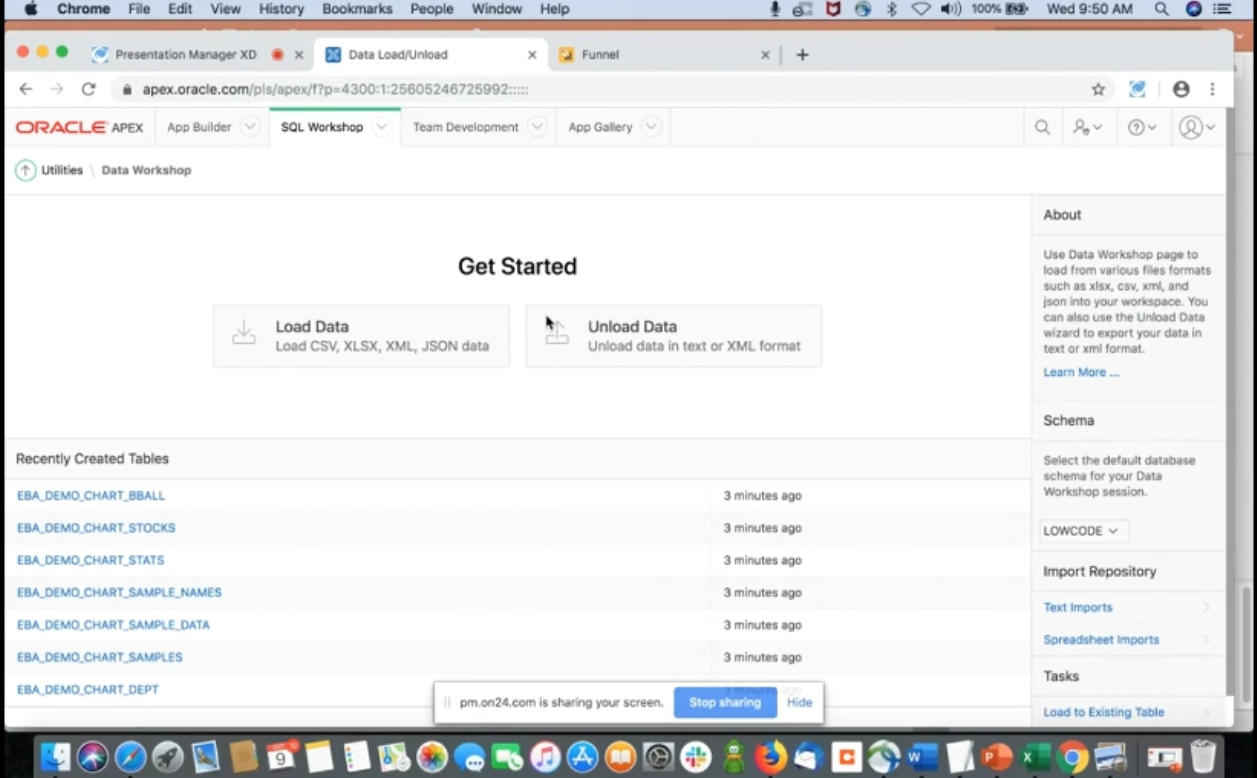 Chrome File Edit View History Bookmarks People Window Help 100% Wed 9:50 AM
Presentation Manager XD Data Load/Unload Funnel
apex.oracle.com/pls/apex/f?p=4300:1:25605246725992:::::
ORACLE APEX App Builder SQL Workshop Team Development App Gallery
Utilities \ Data Workshop
Get Started
Load Data
Load CSV, XLSX, XML, JSON data
Unload Data
Unload data in text or XML format
Recently Created Tables
EBA_DEMO_CHART_BBALL 3 minutes ago
EBA_DEMO_CHART_STOCKS 3 minutes ago
EBA_DEMO_CHART_STATS 3 minutes ago
EBA_DEMO_CHART_SAMPLE_NAMES 3 minutes ago
EBA_DEMO_CHART_SAMPLE_DATA 3 minutes ago
EBA_DEMO_CHART_SAMPLES 3 minutes ago
EBA_DEMO_CHART_DEPT
About
Use Data Workshop page to
load from various files formats
such as xlsx, csv, xml, and
json into your workspace. You
can also use the Unload Data
wizard to export your data in
text or xml format.
Learn More ...
Schema
Select the default database
schema for your Data
Workshop session.
LOWCODE
Import Repository
Text Imports
Spreadsheet Imports
Tasks
Load to Existing Table
pm.on24.com is sharing your screen. Stop sharing Hide
9